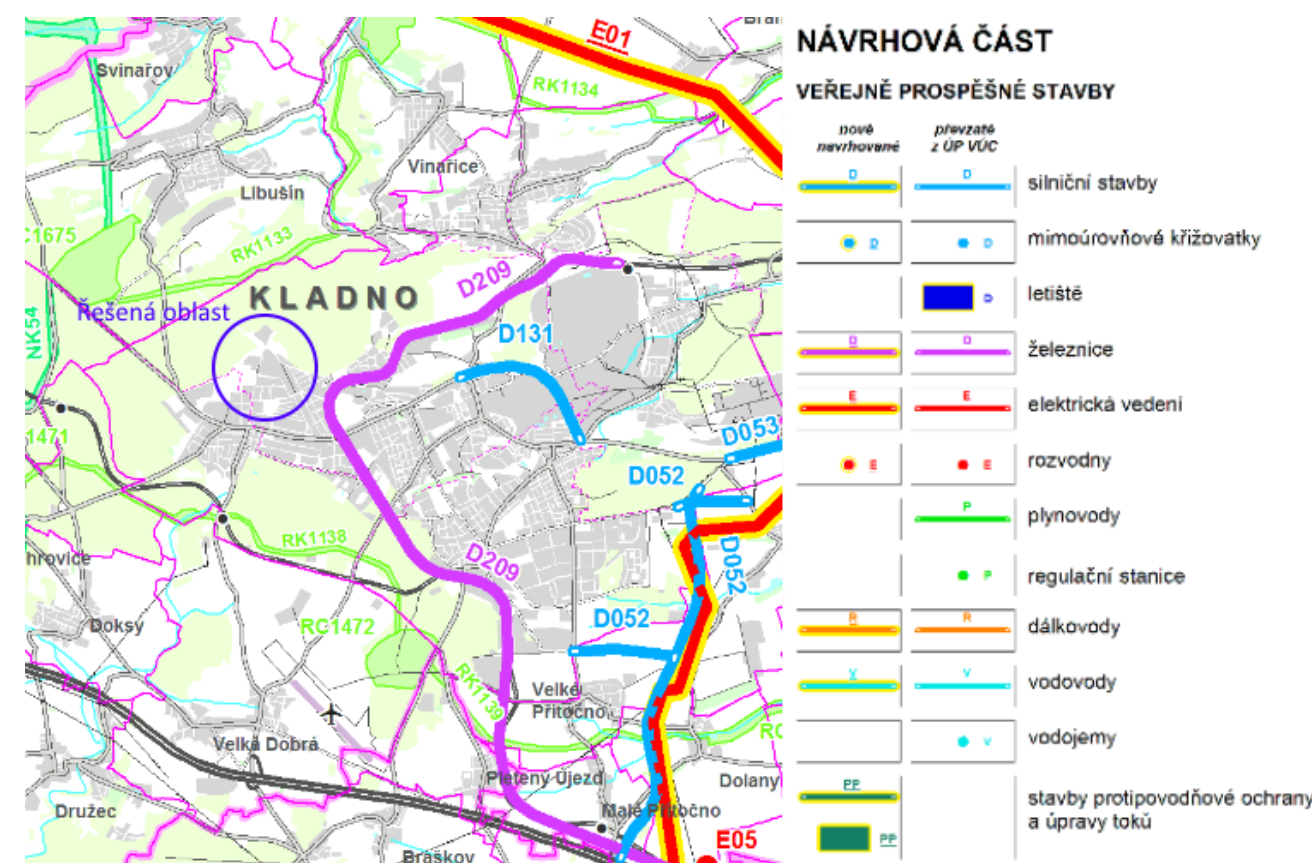 E01
Svinařov
RK1134
Vinařice
Libušín
RK1133
D209
KLADNO
Řešená oblast
NK54
D131
D053
D052
RK1138
D209
D052
Doksy
RC1472
D052
RK1139
Velké
Přítočno
Velká Dobrá
Pletený Újezd
Dolany
Družec
Malé Přítočno
E05
Braškov
NÁVRHOVÁ ČÁST
VEŘEJNĚ PROSPĚŠNÉ STAVBY
nově
navrhované
převzaté
z ÚP VÚC
D D silniční stavby
D D mimoúrovňové křižovatky
D letiště
D D železnice
E E elektrická vedení
E E rozvodny
P plynovody
P regulační stanice
R R dálkovody
V V vodovody
V vodojemy
PP stavby protipovodňové ochrany
a úpravy toků
PP